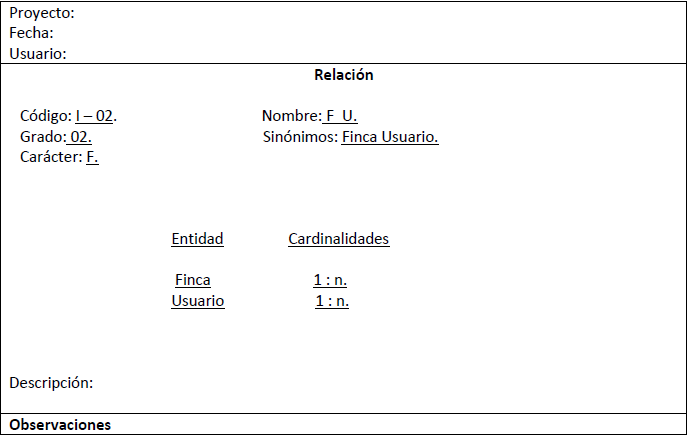 Proyecto:
Fecha:
Usuario:
Relación
Código: I – 02. Nombre: F U.
Grado: 02. Sinónimos: Finca Usuario.
Carácter: F.
Entidad Cardinalidades
Finca 1 : n.
Usuario 1 : n.
Descripción:
Observaciones